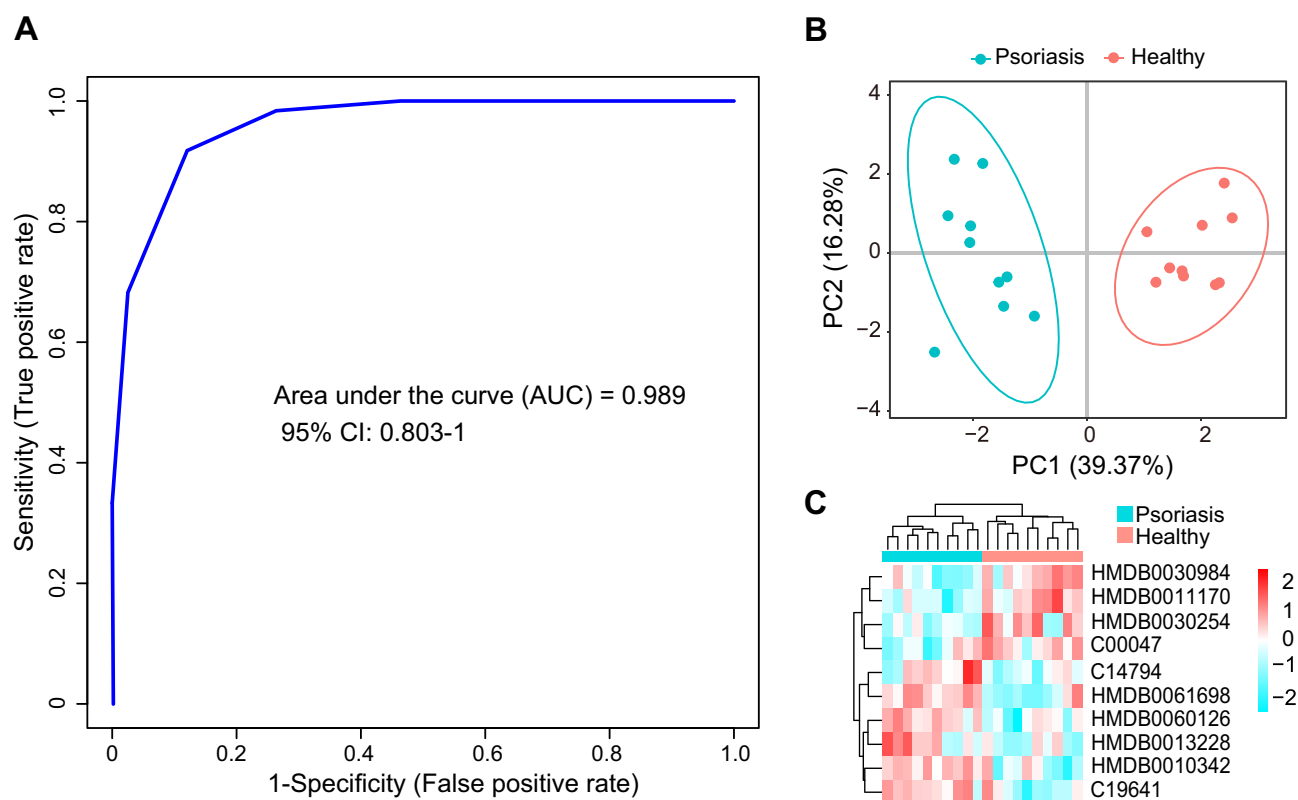 A
1.0
0.8
0.6
0.4
0.2
0
Sensitivity (True positive rate)
Area under the curve (AUC) = 0.989
95% CI: 0.803-1
0
0.2
0.4
0.6
0.8
1.0
1-Specificity (False positive rate)
B
Psoriasis
Healthy
4
2
0
−2
−4
PC2 (16.28%)
−2
0
2
PC1 (39.37%)
C
Psoriasis
Healthy
HMDB0030984
HMDB0011170
HMDB0030254
C00047
C14794
HMDB0061698
HMDB0060126
HMDB0013228
HMDB0010342
C19641
2
1
0
−1
−2